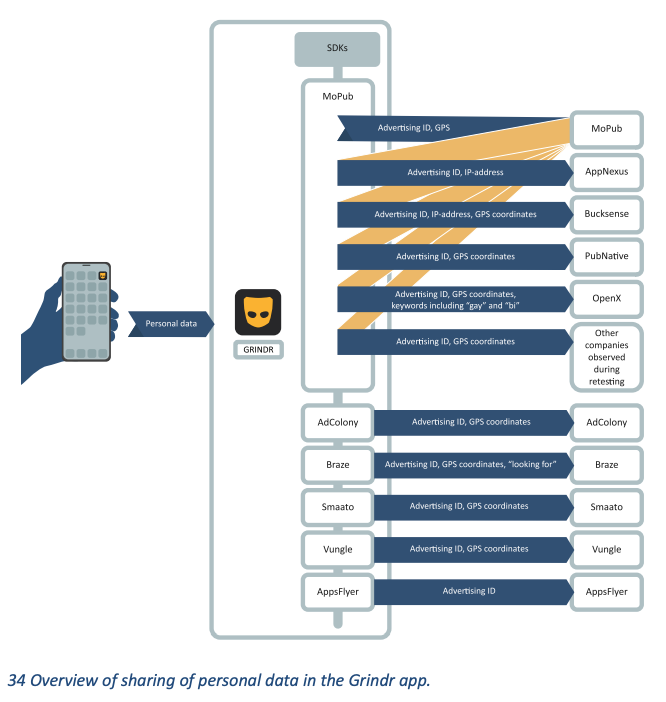 SDKs
MoPub
Advertising ID, GPS
MoPub
Advertising ID, IP-address
AppNexus
Advertising ID, IP-address, GPS coordinates
Bucksense
Advertising ID, GPS coordinates
PubNative
Advertising ID, GPS coordinates,
keywords including “gay” and “bi”
OpenX
Personal data
GRINDR
Advertising ID, GPS coordinates
Other
companies
observed
during
retesting
AdColony
Advertising ID, GPS coordinates
AdColony
Braze
Advertising ID, GPS coordinates, “looking for”
Braze
Smaato
Advertising ID, GPS coordinates
Smaato
Vungle
Advertising ID, GPS coordinates
Vungle
AppsFlyer
Advertising ID
AppsFlyer
34 Overview of sharing of personal data in the Grindr app.